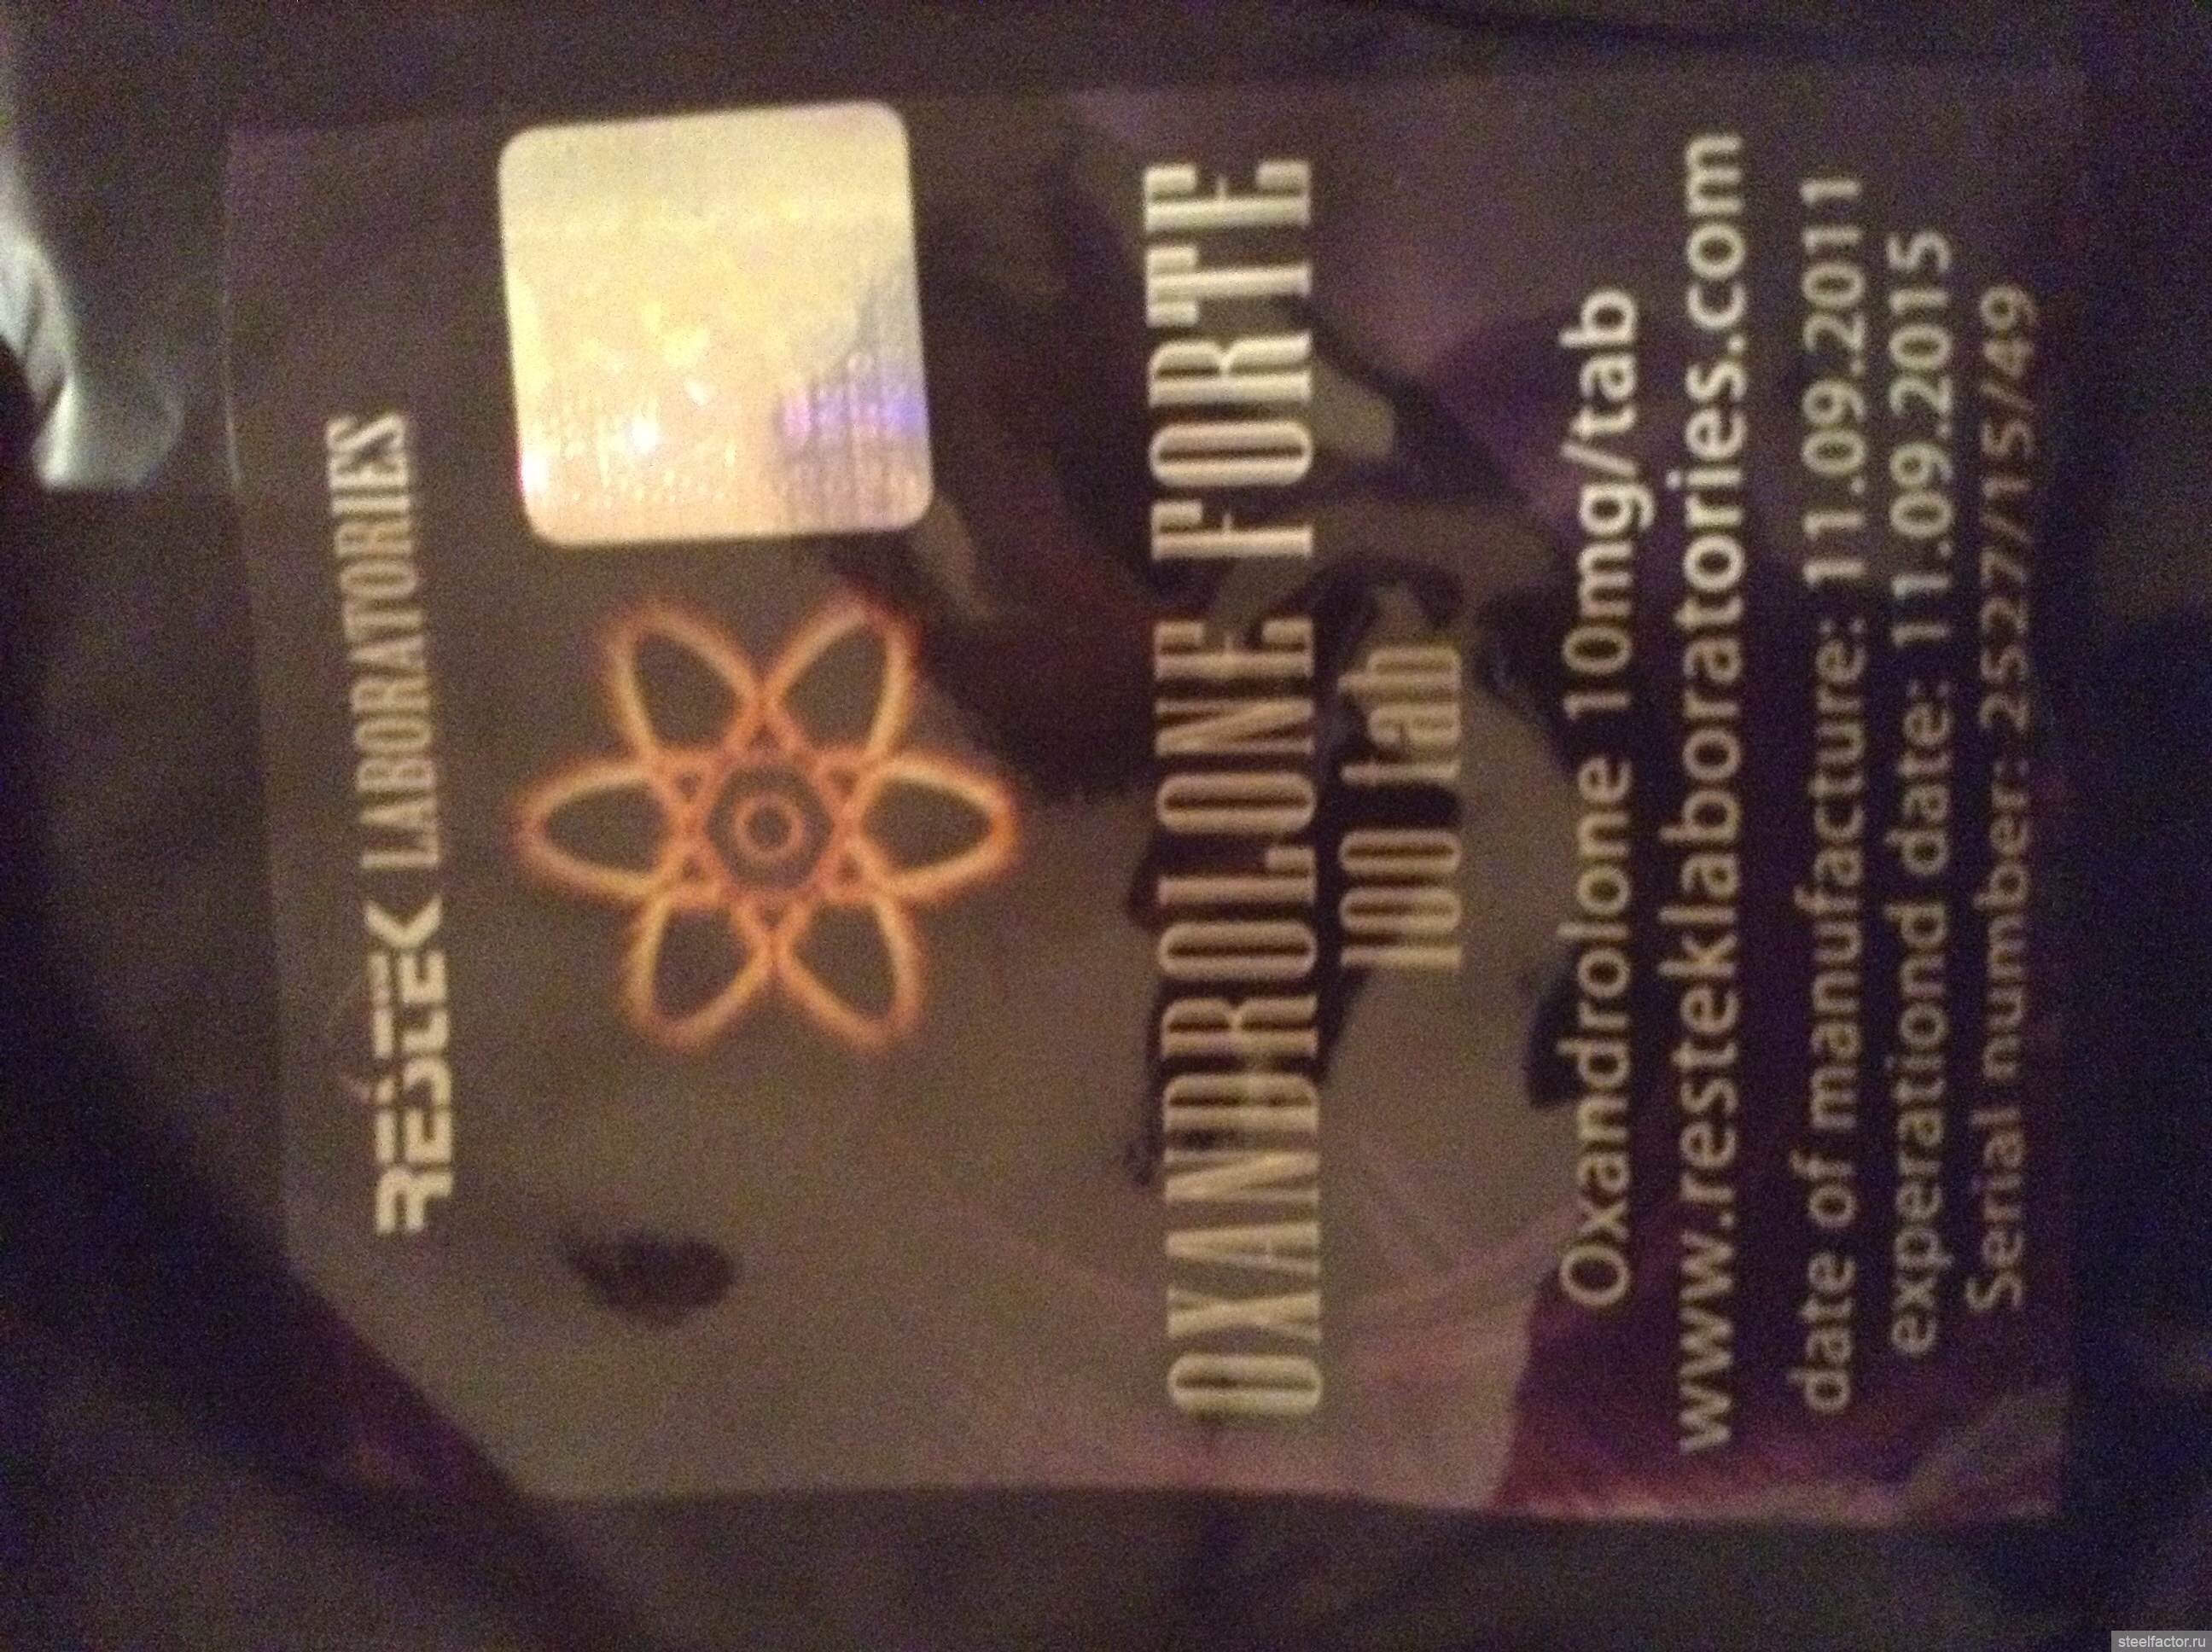 RESTEK LABORATORIES
OXANDROLONE FORTE
100 tab
Oxandrolone 10mg/tab
www.resteklaboratories.com
date of manufacture: 11.09.2011
experationd date: 11.09.2015
Serial number: 2527/15/49
steelfactor.ru